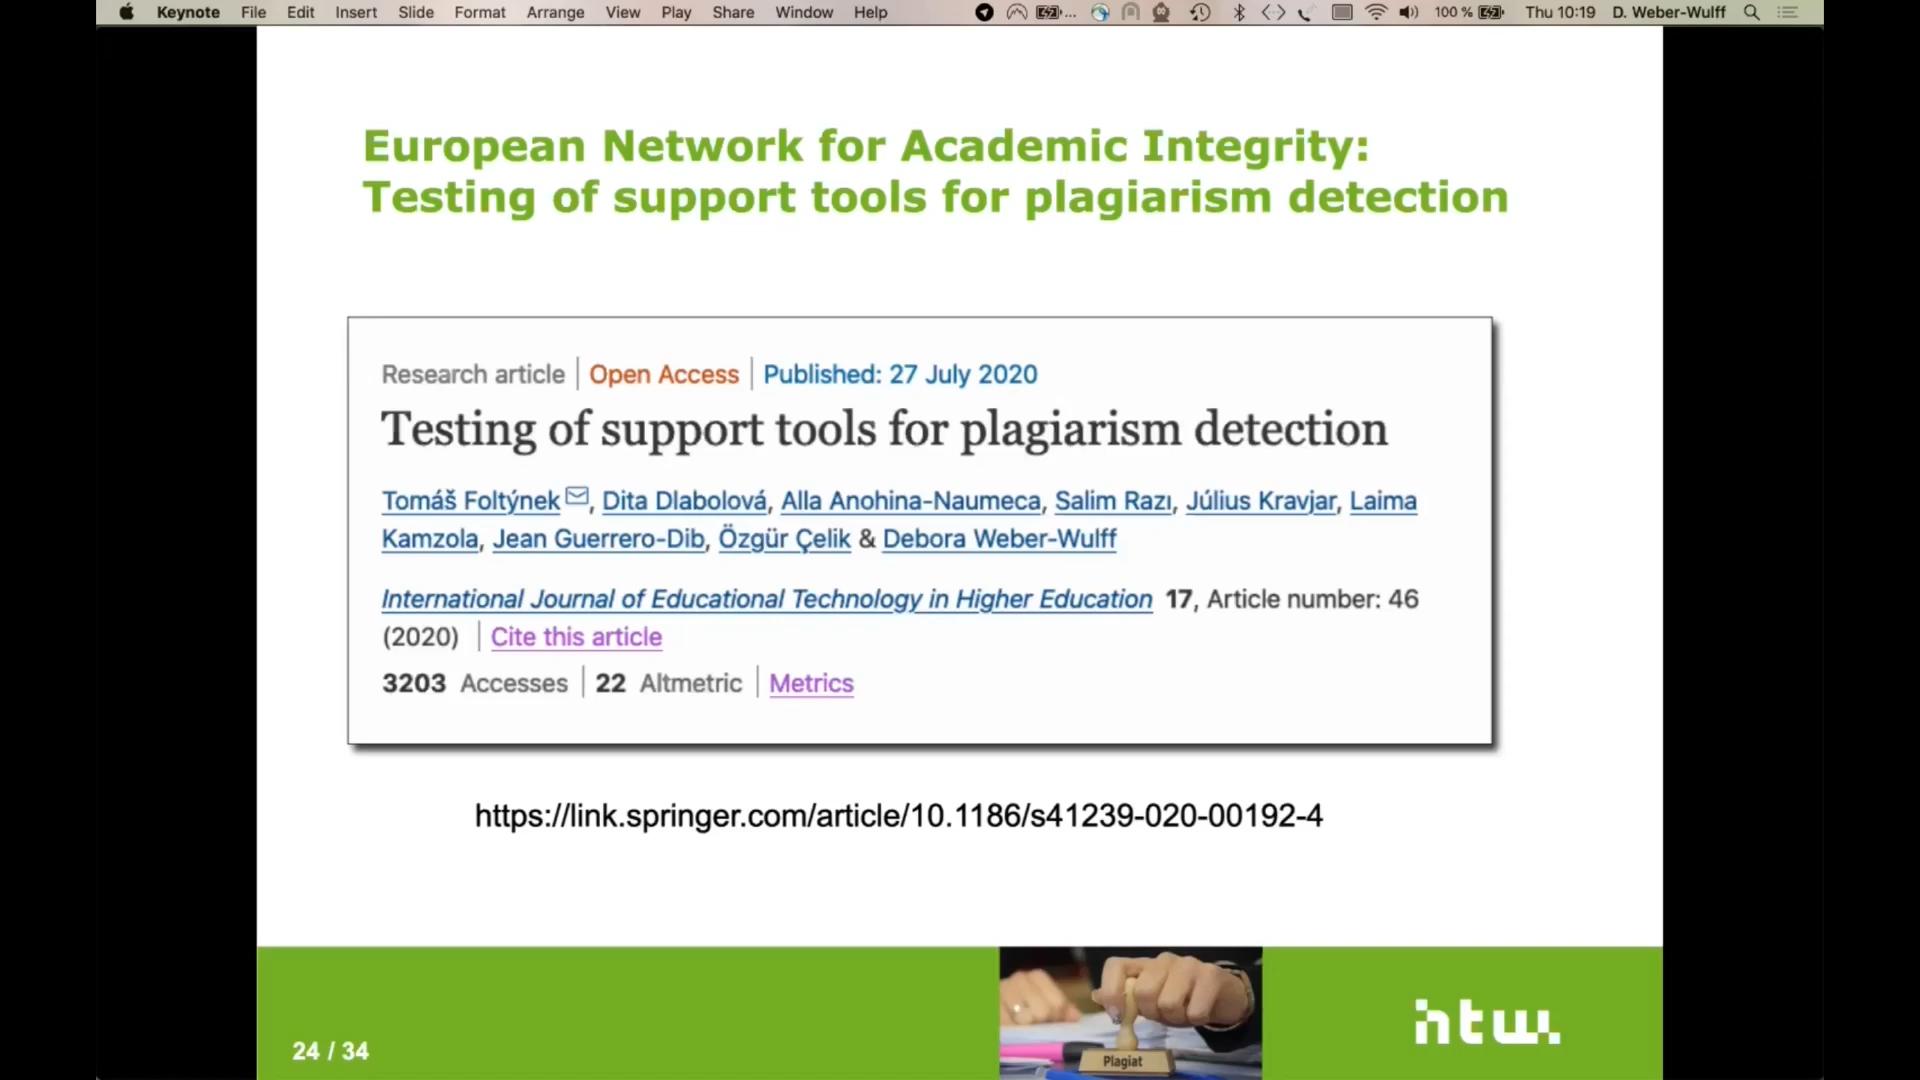 Keynote File Edit Insert Slide Format Arrange View Play Share Window Help 100 % Thu 10:19 D. Weber-Wulff
European Network for Academic Integrity:
Testing of support tools for plagiarism detection
Research article | Open Access | Published: 27 July 2020
Testing of support tools for plagiarism detection
Tomáš Foltýnek, Dita Dlabolová, Alla Anohina-Naumeca, Salim Razı, Július Kravjar, Laima
Kamzola, Jean Guerrero-Dib, Özgür Çelik & Debora Weber-Wulff
International Journal of Educational Technology in Higher Education 17, Article number: 46
(2020) | Cite this article
3203 Accesses | 22 Altmetric | Metrics
https://link.springer.com/article/10.1186/s41239-020-00192-4
24 / 34
Plagiat
htw.